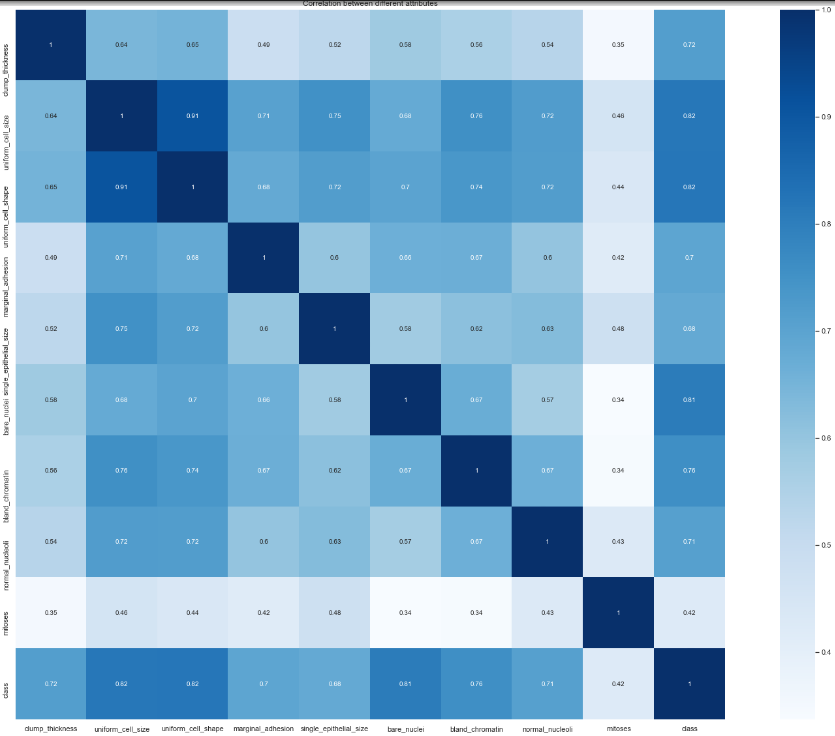 Correlation between different attributes
clump_thickness 1 0.64 0.65 0.49 0.52 0.58 0.56 0.54 0.35 0.72
uniform_cell_size 0.64 1 0.91 0.71 0.75 0.68 0.76 0.72 0.46 0.82
uniform_cell_shape 0.65 0.91 1 0.68 0.72 0.7 0.74 0.72 0.44 0.82
marginal_adhesion 0.49 0.71 0.68 1 0.6 0.66 0.67 0.6 0.42 0.7
single_epithelial_size 0.52 0.75 0.72 0.6 1 0.58 0.62 0.63 0.48 0.68
bare_nuclei 0.58 0.68 0.7 0.66 0.58 1 0.67 0.57 0.34 0.81
bland_chromatin 0.56 0.76 0.74 0.67 0.62 0.67 1 0.67 0.34 0.76
normal_nucleoli 0.54 0.72 0.72 0.6 0.63 0.57 0.67 1 0.43 0.71
mitoses 0.35 0.46 0.44 0.42 0.48 0.34 0.34 0.43 1 0.42
class 0.72 0.82 0.82 0.7 0.68 0.81 0.76 0.71 0.42 1
clump_thickness uniform_cell_size uniform_cell_shape marginal_adhesion single_epithelial_size bare_nuclei bland_chromatin normal_nucleoli mitoses class
1.0
0.9
0.8
0.7
0.6
0.5
0.4